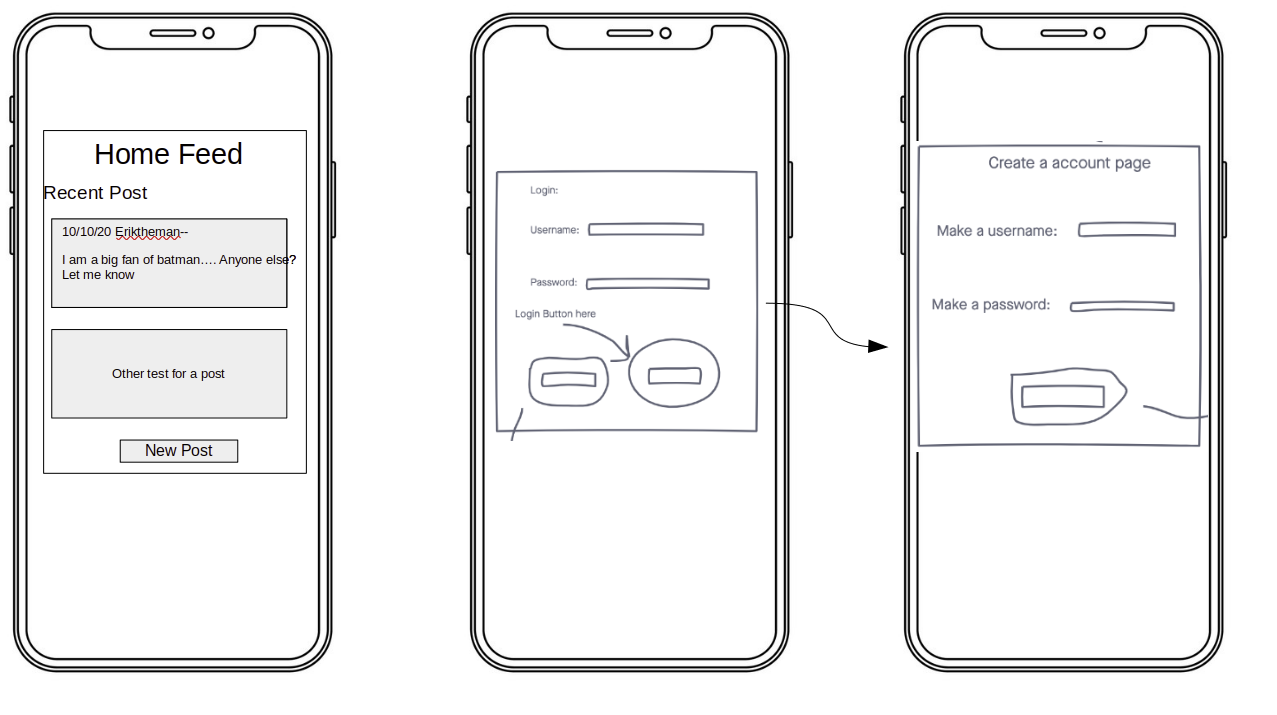 Home Feed
Recent Post
10/10/20 Eriktheman--
I am a big fan of batman…. Anyone else?
Let me know
Other test for a post
New Post
Login:
Username:
Password:
Login Button here
Create a account page
Make a username:
Make a password: